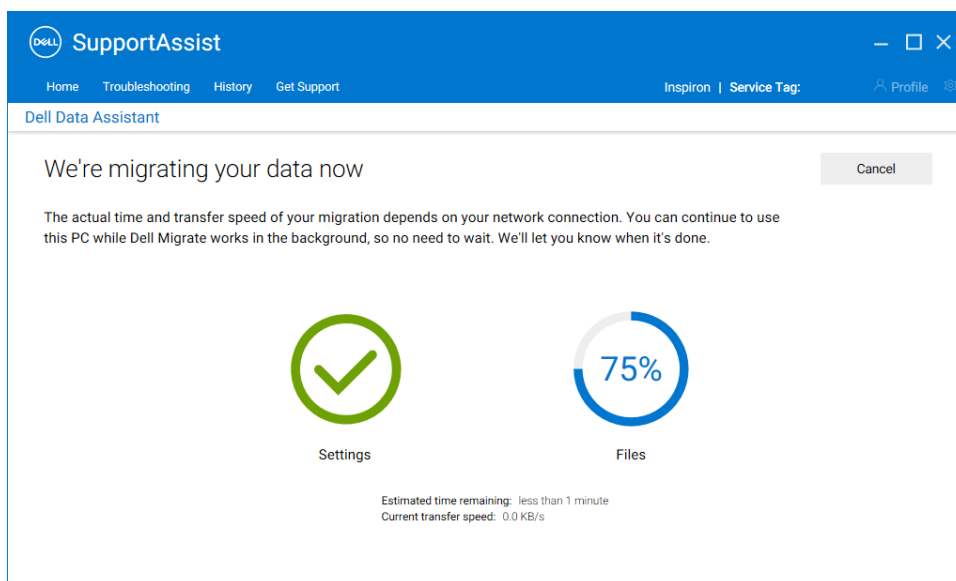 DELL SupportAssist
Home Troubleshooting History Get Support Inspiron | Service Tag: Profile
Dell Data Assistant
We're migrating your data now
Cancel
The actual time and transfer speed of your migration depends on your network connection. You can continue to use
this PC while Dell Migrate works in the background, so no need to wait. We'll let you know when it's done.
75%
Settings Files
Estimated time remaining: less than 1 minute
Current transfer speed: 0.0 KB/s